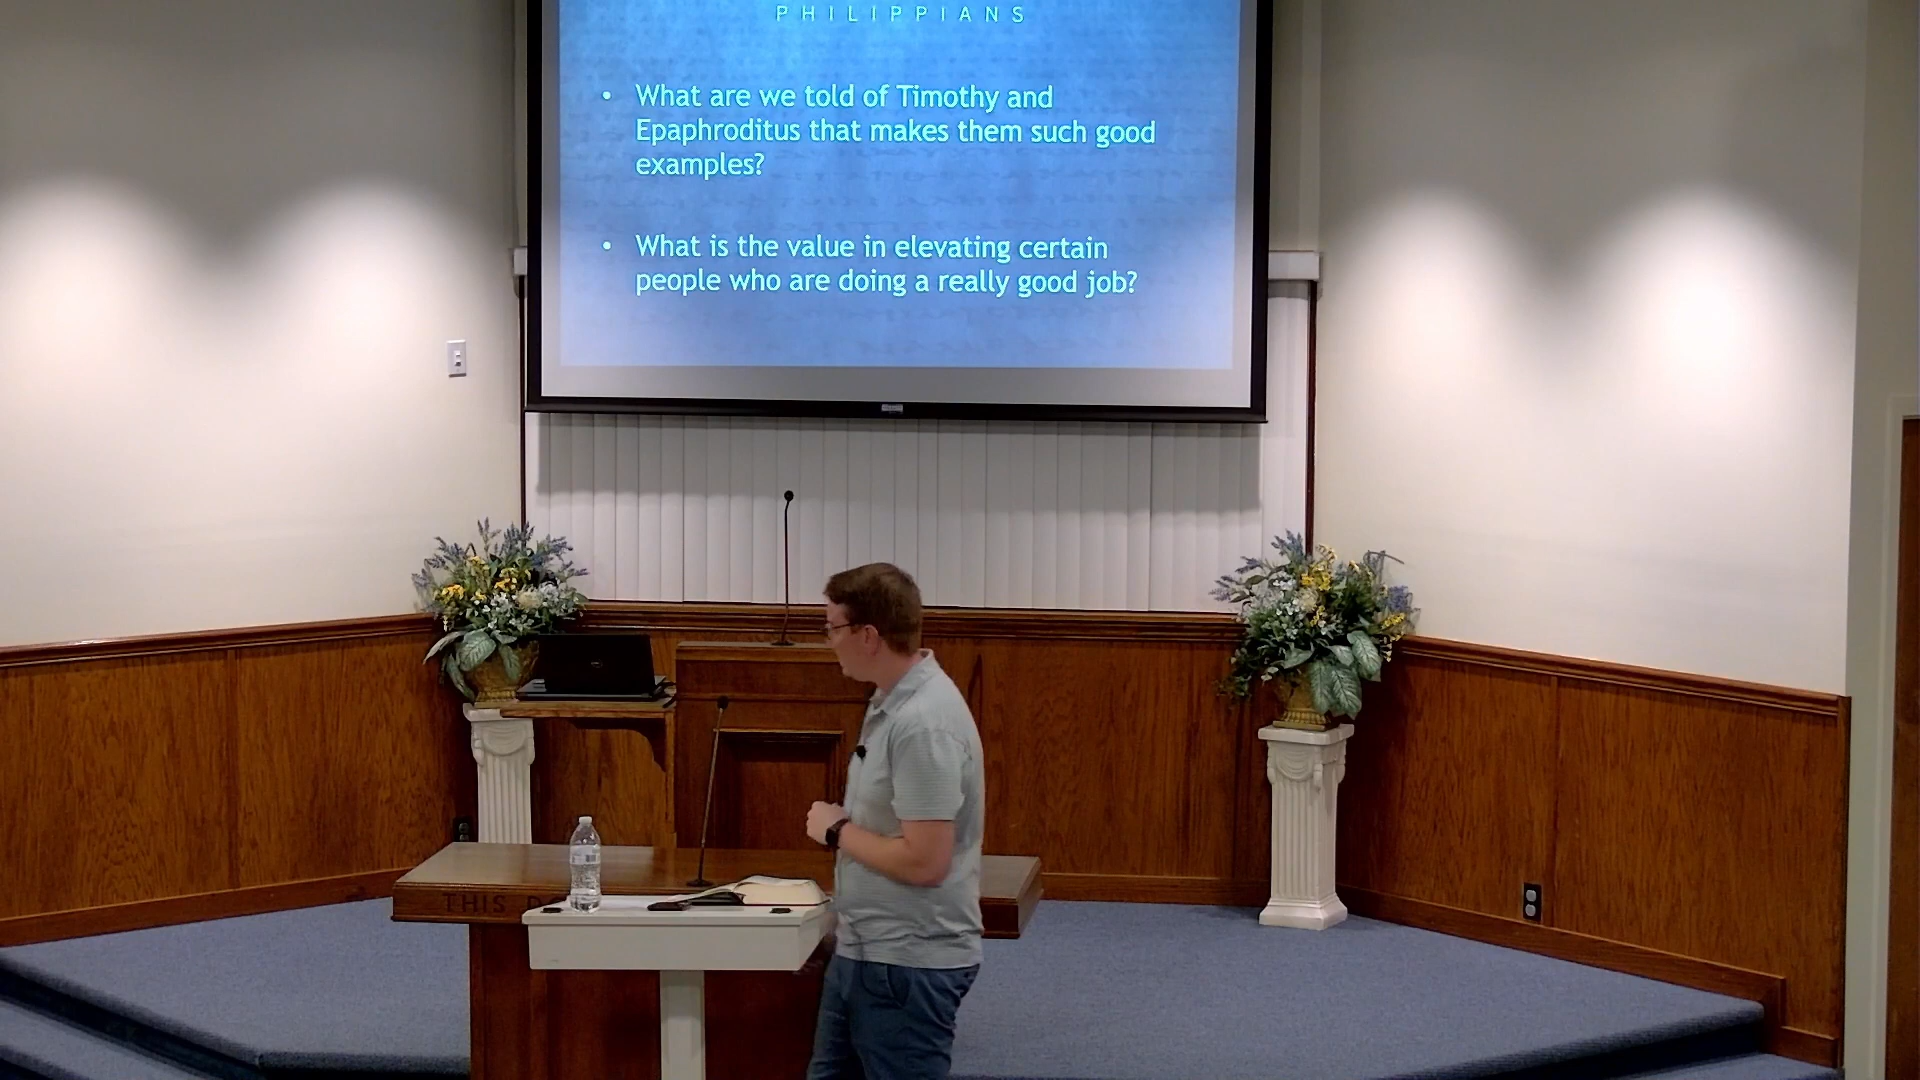 PHILIPPIANS
• What are we told of Timothy and
Epaphroditus that makes them such good
examples?
• What is the value in elevating certain
people who are doing a really good job?
THIS D